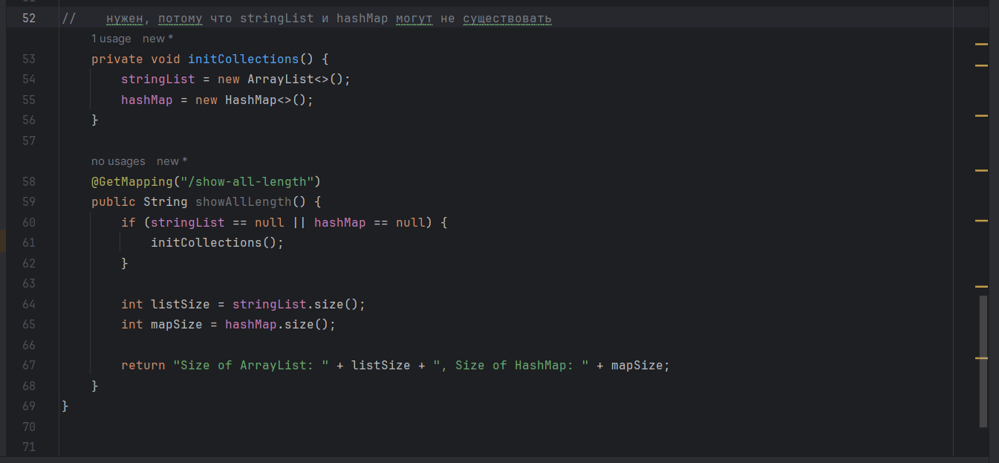 52 //    нужен, потому что stringList и hashMap могут не существовать
1 usage   new *
53     private void initCollections() {
54         stringList = new ArrayList<>();
55         hashMap = new HashMap<>();
56     }
57
no usages   new *
58     @GetMapping("/show-all-length")
59     public String showAllLength() {
60         if (stringList == null || hashMap == null) {
61             initCollections();
62         }
63
64         int listSize = stringList.size();
65         int mapSize = hashMap.size();
66
67         return "Size of ArrayList: " + listSize + ", Size of HashMap: " + mapSize;
68     }
69 }
70
71